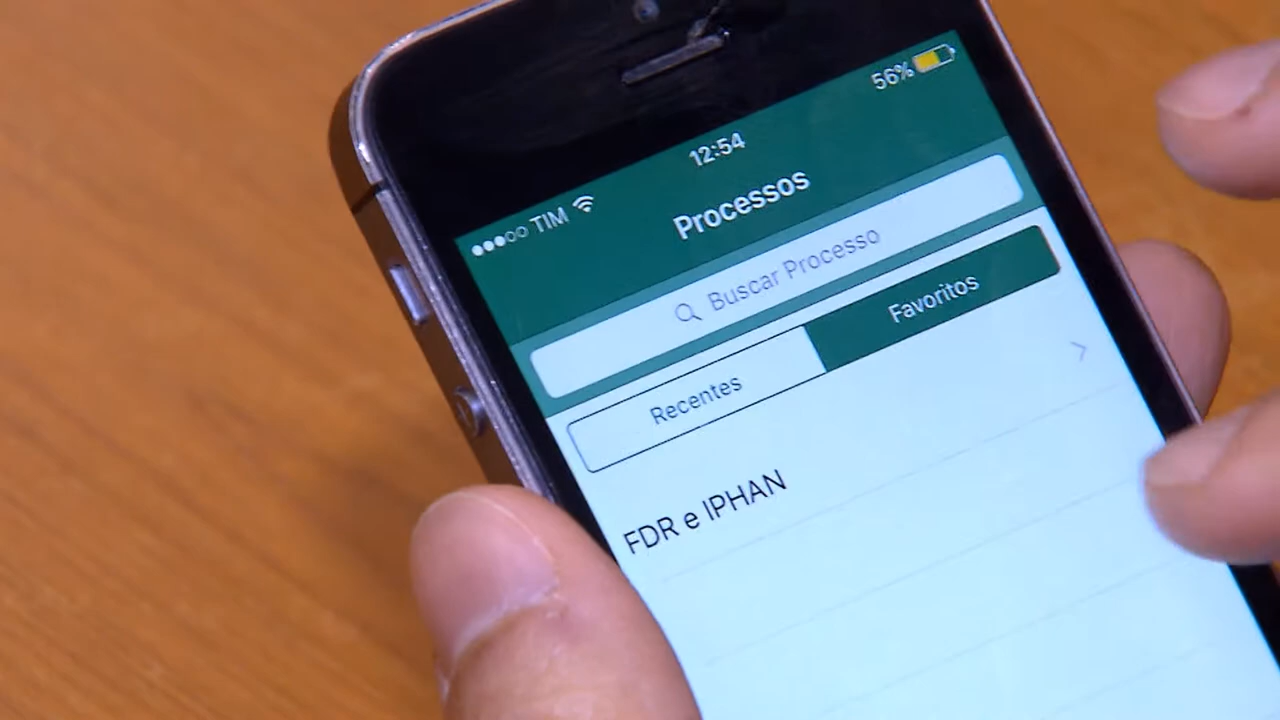 TIM
12:54
56%
Processos
Buscar Processo
Recentes
Favoritos
FDR e IPHAN